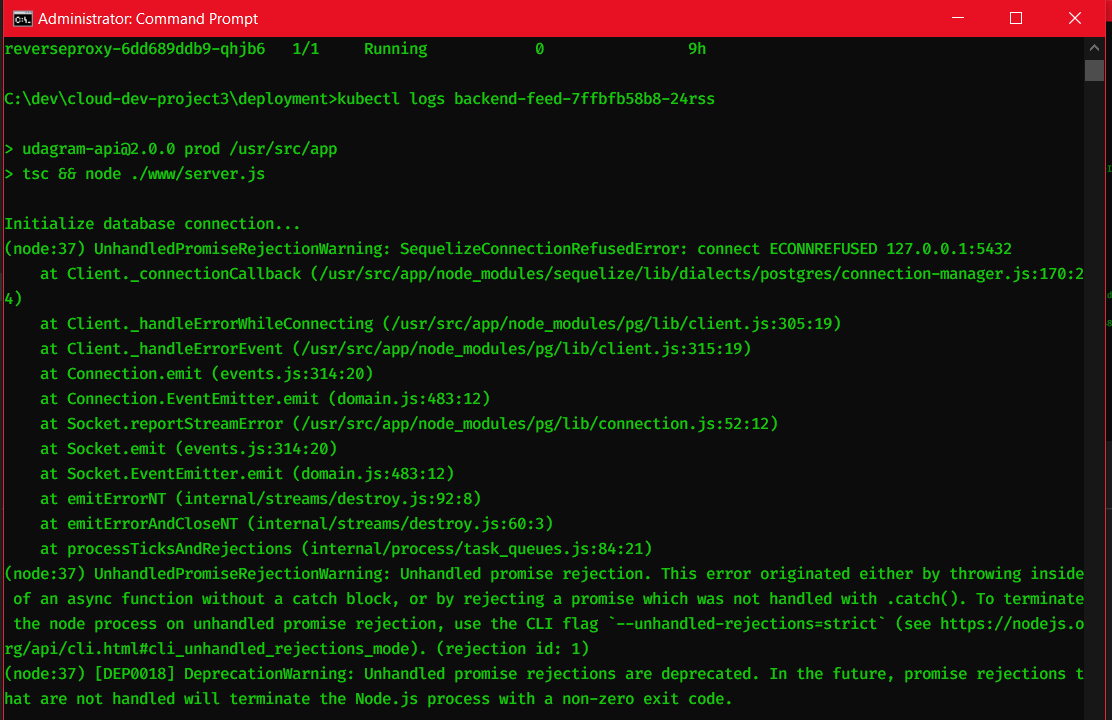 Administrator: Command Prompt
reverseproxy-6dd689ddb9-qhjb6   1/1     Running            0                9h
C:\dev\cloud-dev-project3\deployment>kubectl logs backend-feed-7ffbfb58b8-24rss
> udagram-api@2.0.0 prod /usr/src/app
> tsc && node ./www/server.js
Initialize database connection...
(node:37) UnhandledPromiseRejectionWarning: SequelizeConnectionRefusedError: connect ECONNREFUSED 127.0.0.1:5432
    at Client._connectionCallback (/usr/src/app/node_modules/sequelize/lib/dialects/postgres/connection-manager.js:170:2
4)
    at Client._handleErrorWhileConnecting (/usr/src/app/node_modules/pg/lib/client.js:305:19)
    at Client._handleErrorEvent (/usr/src/app/node_modules/pg/lib/client.js:315:19)
    at Connection.emit (events.js:314:20)
    at Connection.EventEmitter.emit (domain.js:483:12)
    at Socket.reportStreamError (/usr/src/app/node_modules/pg/lib/connection.js:52:12)
    at Socket.emit (events.js:314:20)
    at Socket.EventEmitter.emit (domain.js:483:12)
    at emitErrorNT (internal/streams/destroy.js:92:8)
    at emitErrorAndCloseNT (internal/streams/destroy.js:60:3)
    at processTicksAndRejections (internal/process/task_queues.js:84:21)
(node:37) UnhandledPromiseRejectionWarning: Unhandled promise rejection. This error originated either by throwing inside
 of an async function without a catch block, or by rejecting a promise which was not handled with .catch(). To terminate
 the node process on unhandled promise rejection, use the CLI flag `--unhandled-rejections=strict` (see https://nodejs.o
rg/api/cli.html#cli_unhandled_rejections_mode). (rejection id: 1)
(node:37) [DEP0018] DeprecationWarning: Unhandled promise rejections are deprecated. In the future, promise rejections t
hat are not handled will terminate the Node.js process with a non-zero exit code.